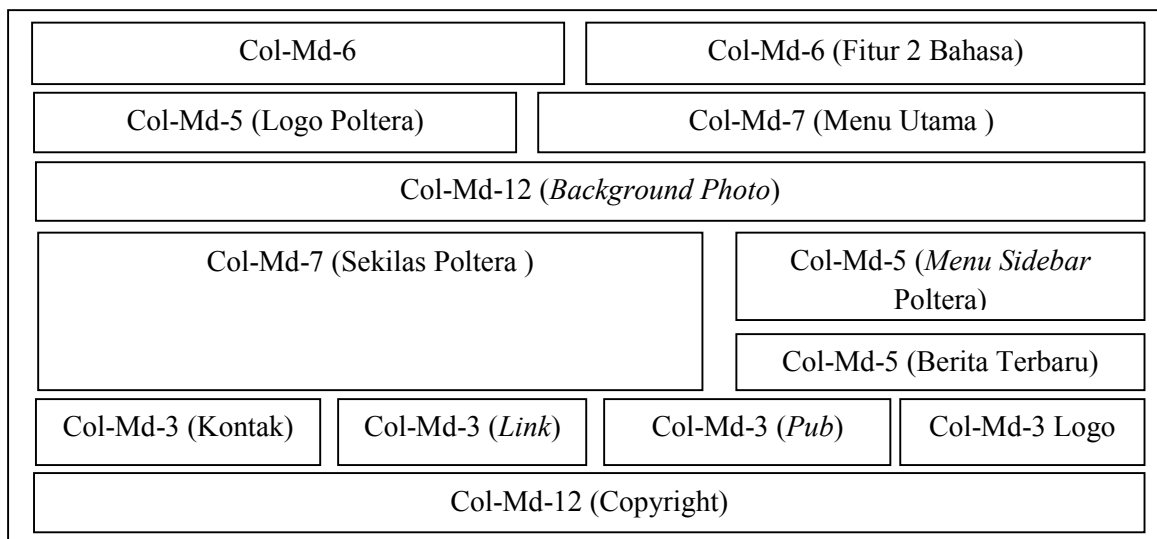 Col-Md-6
Col-Md-6 (Fitur 2 Bahasa)
Col-Md-5 (Logo Poltera)
Col-Md-7 (Menu Utama )
Col-Md-12 (Background Photo)
Col-Md-7 (Sekilas Poltera )
Col-Md-5 (Menu Sidebar
Poltera)
Col-Md-5 (Berita Terbaru)
Col-Md-3 (Kontak)
Col-Md-3 (Link)
Col-Md-3 (Pub)
Col-Md-3 Logo
Col-Md-12 (Copyright)